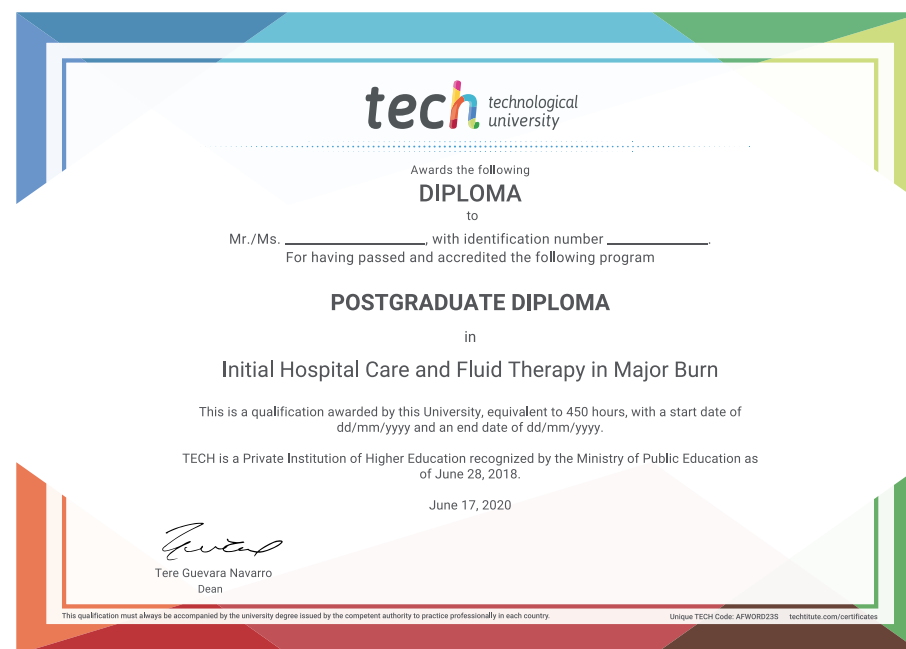 tech technological
university
Awards the following
DIPLOMA
to
Mr./Ms. ________________, with identification number ____________.
For having passed and accredited the following program
POSTGRADUATE DIPLOMA
in
Initial Hospital Care and Fluid Therapy in Major Burn
This is a qualification awarded by this University, equivalent to 450 hours, with a start date of
dd/mm/yyyy and an end date of dd/mm/yyyy.
TECH is a Private Institution of Higher Education recognized by the Ministry of Public Education as
of June 28, 2018.
June 17, 2020
Tere Guevara Navarro
Dean
This qualification must always be accompanied by the university degree issued by the competent authority to practice professionally in each country.
Unique TECH Code: AFWORD23S techtitute.com/certificates